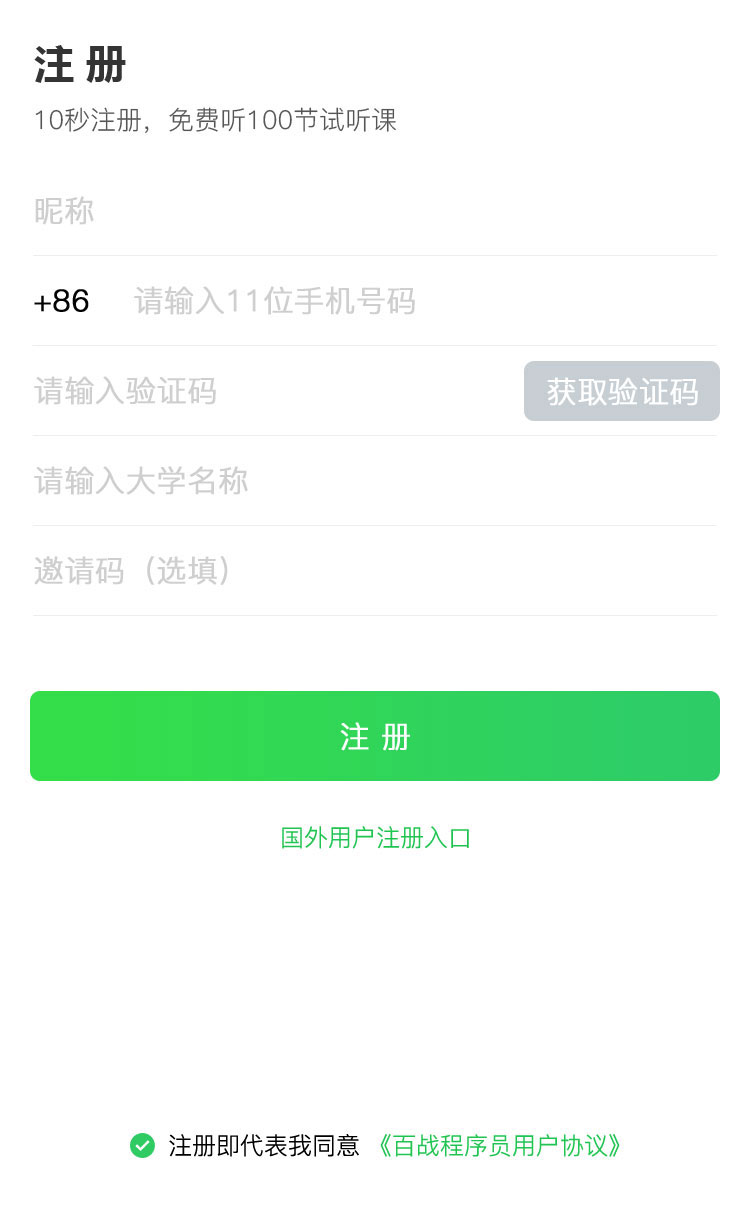 注 册
10秒注册，免费听100节试听课
昵称
+86 请输入11位手机号码
请输入验证码 获取验证码
请输入大学名称
邀请码（选填）
注 册
国外用户注册入口
注册即代表我同意《百战程序员用户协议》